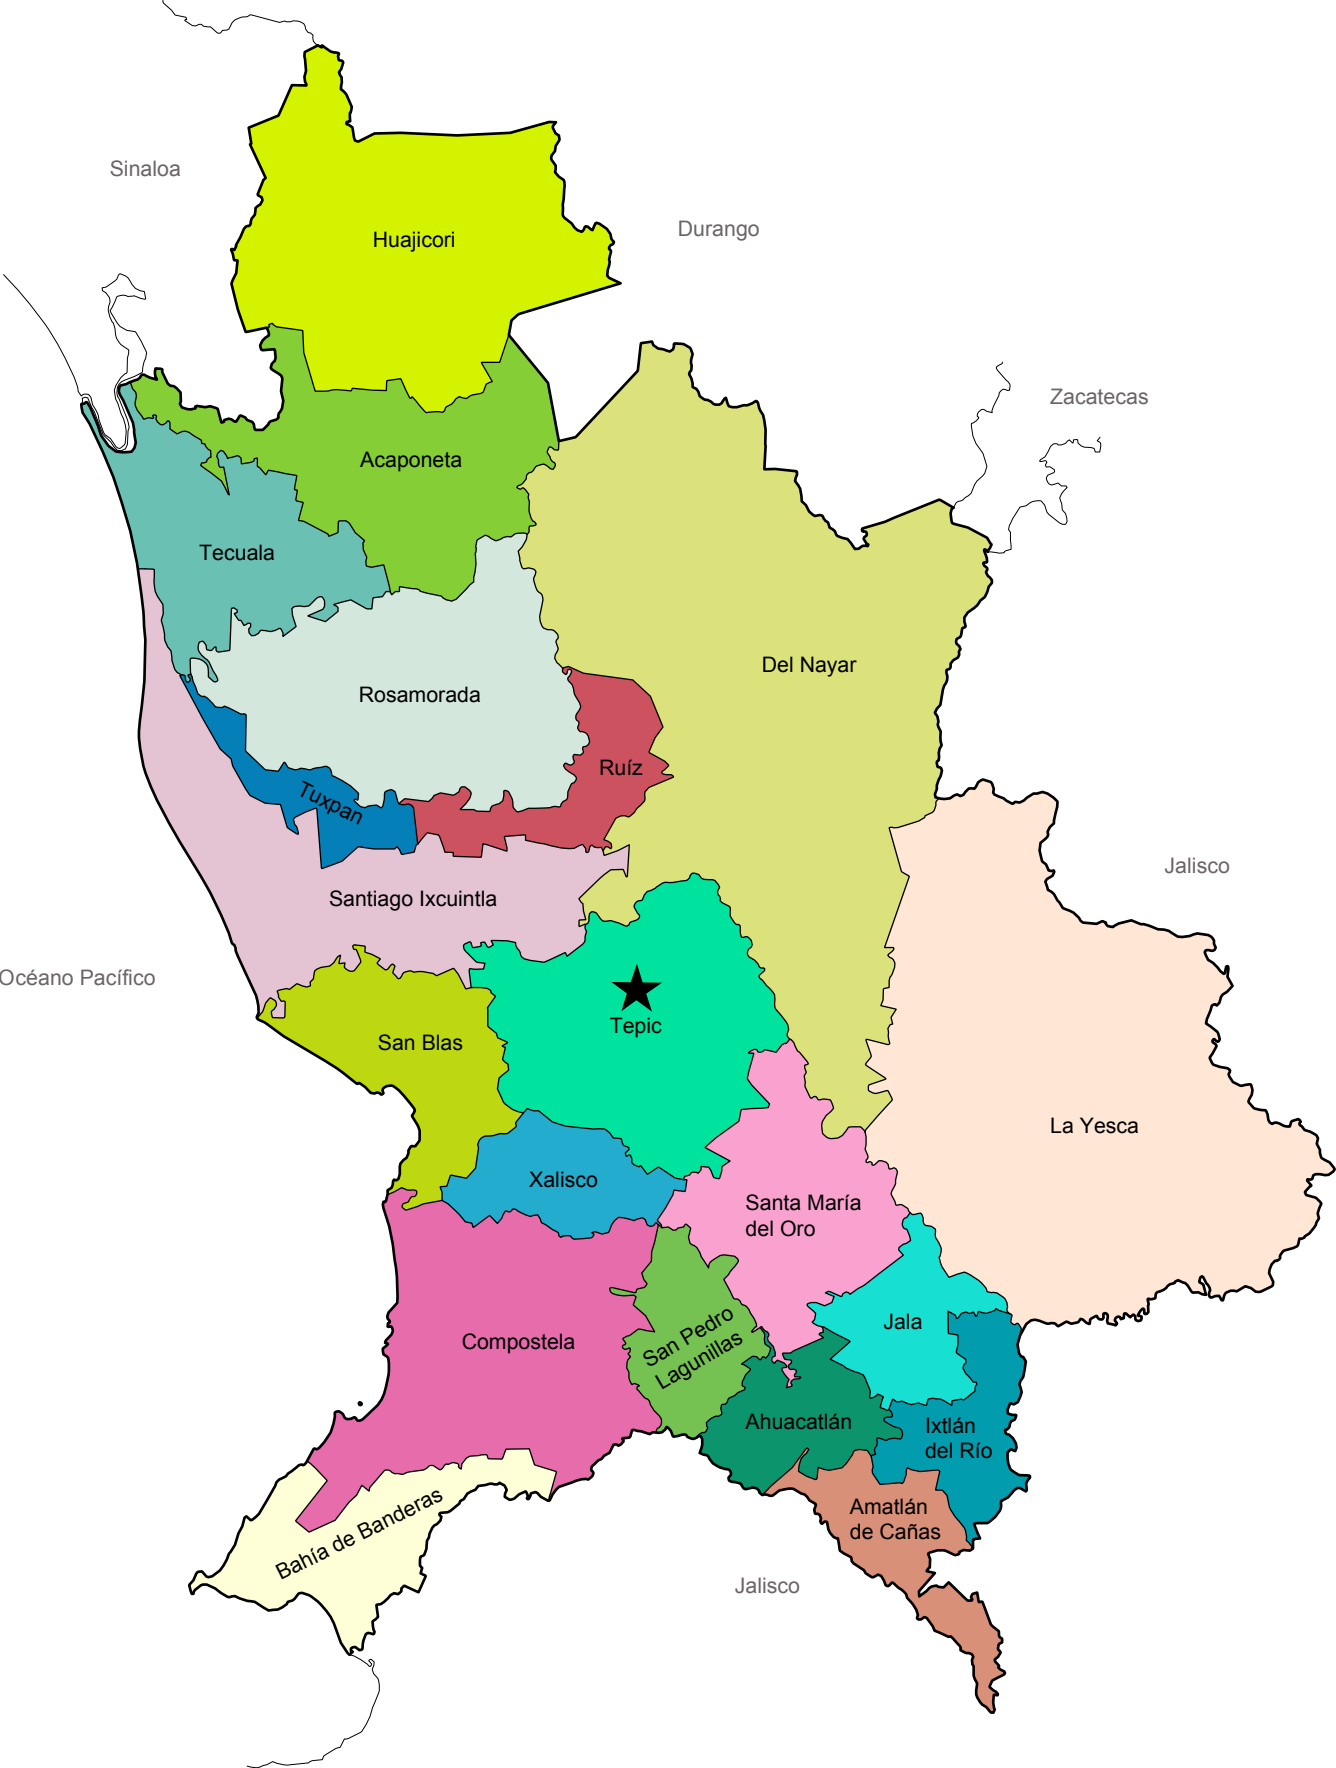 Sinaloa
Durango
Huajicori
Zacatecas
Acaponeta
Tecuala
Del Nayar
Rosamorada
Ruíz
Tuxpan
Jalisco
Santiago Ixcuintla
Océano Pacífico
Tepic
San Blas
La Yesca
Xalisco
Santa María
del Oro
Jala
San Pedro
Lagunillas
Compostela
Ahuacatlán
Ixtlán
del Río
Amatlán
de Cañas
Bahía de Banderas
Jalisco